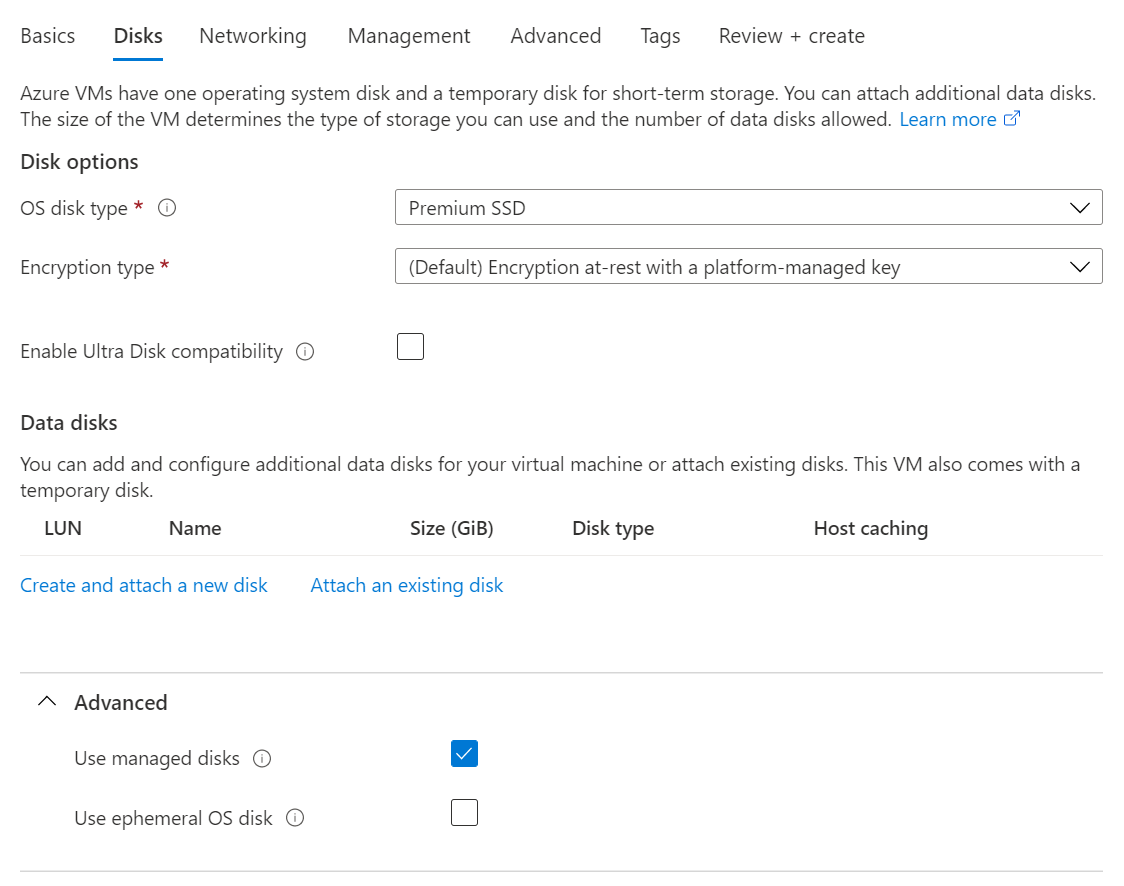 Basics Disks Networking Management Advanced Tags Review + create
Azure VMs have one operating system disk and a temporary disk for short-term storage. You can attach additional data disks.
The size of the VM determines the type of storage you can use and the number of data disks allowed. Learn more
Disk options
OS disk type *
Premium SSD
Encryption type *
(Default) Encryption at-rest with a platform-managed key
Enable Ultra Disk compatibility
Data disks
You can add and configure additional data disks for your virtual machine or attach existing disks. This VM also comes with a
temporary disk.
LUN Name Size (GiB) Disk type Host caching
Create and attach a new disk Attach an existing disk
Advanced
Use managed disks
Use ephemeral OS disk